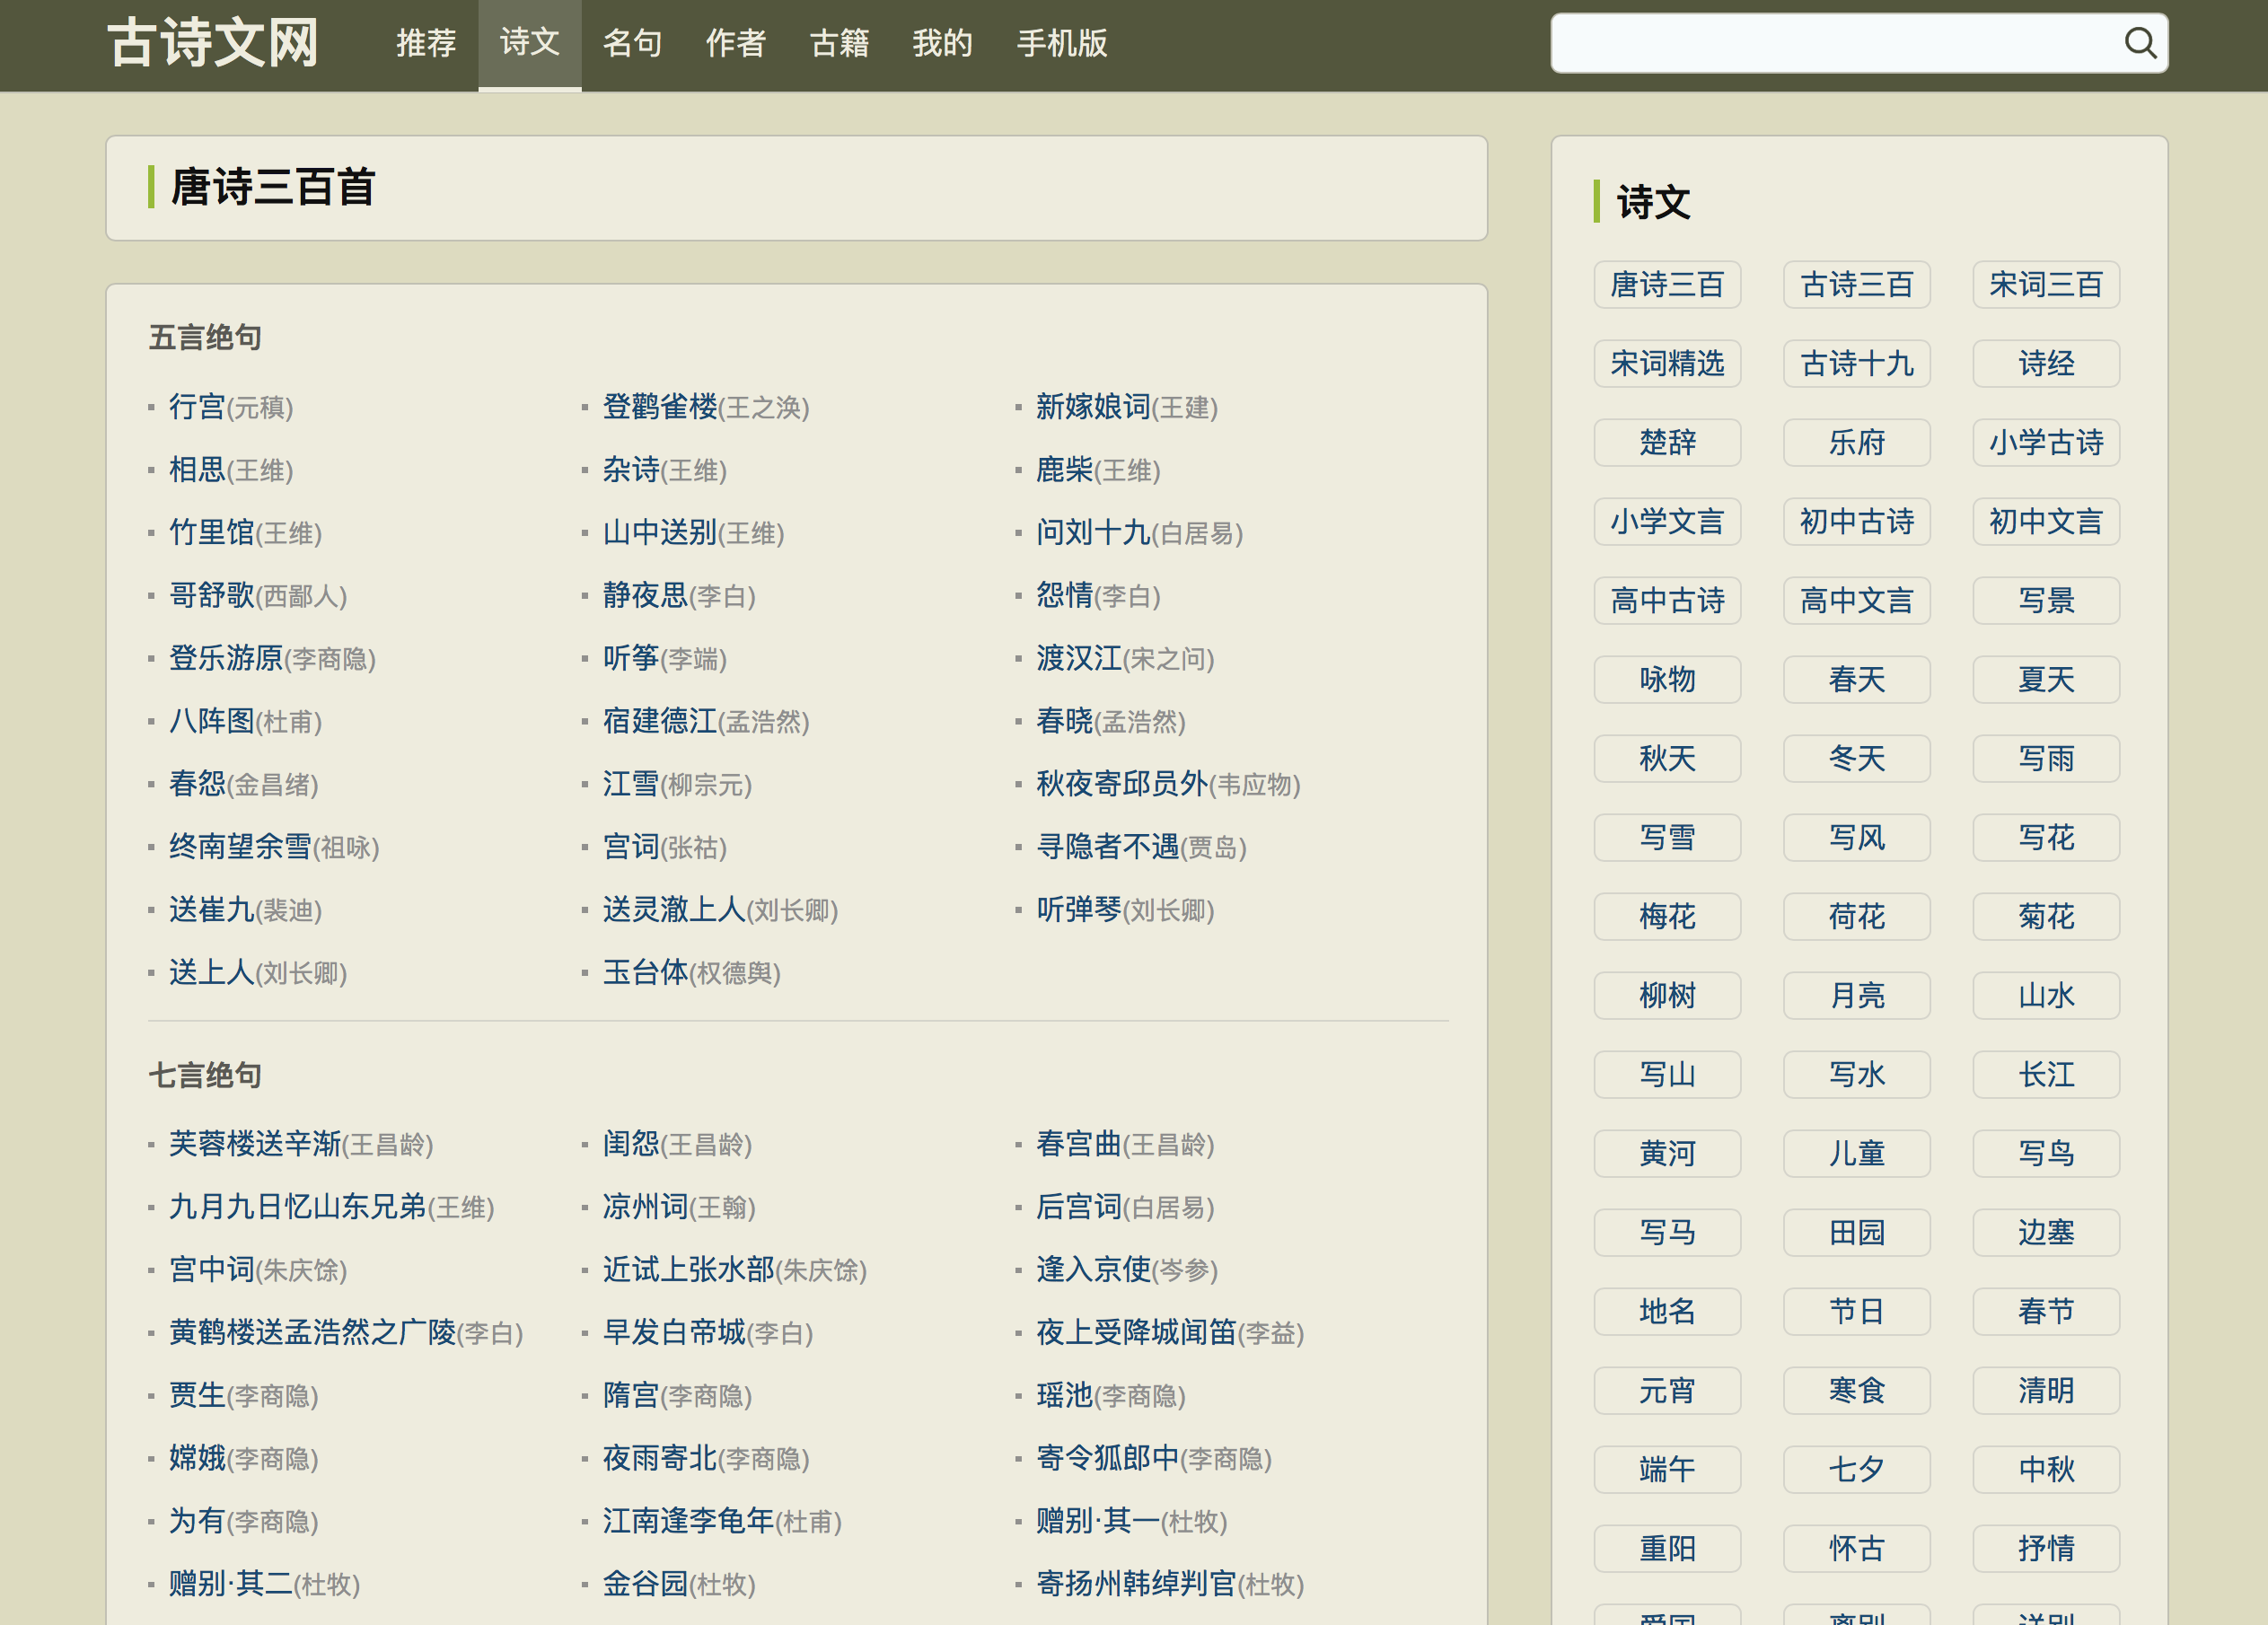 古诗文网 推荐 诗文 名句 作者 古籍 我的 手机版
唐诗三百首
五言绝句
行宫(元稹) 登鹳雀楼(王之涣) 新嫁娘词(王建)
相思(王维) 杂诗(王维) 鹿柴(王维)
竹里馆(王维) 山中送别(王维) 问刘十九(白居易)
哥舒歌(西鄙人) 静夜思(李白) 怨情(李白)
登乐游原(李商隐) 听筝(李端) 渡汉江(宋之问)
八阵图(杜甫) 宿建德江(孟浩然) 春晓(孟浩然)
春怨(金昌绪) 江雪(柳宗元) 秋夜寄邱员外(韦应物)
终南望余雪(祖咏) 宫词(张祜) 寻隐者不遇(贾岛)
送崔九(裴迪) 送灵澈上人(刘长卿) 听弹琴(刘长卿)
送上人(刘长卿) 玉台体(权德舆)
七言绝句
芙蓉楼送辛渐(王昌龄) 闺怨(王昌龄) 春宫曲(王昌龄)
九月九日忆山东兄弟(王维) 凉州词(王翰) 后宫词(白居易)
宫中词(朱庆馀) 近试上张水部(朱庆馀) 逢入京使(岑参)
黄鹤楼送孟浩然之广陵(李白) 早发白帝城(李白) 夜上受降城闻笛(李益)
贾生(李商隐) 隋宫(李商隐) 瑶池(李商隐)
嫦娥(李商隐) 夜雨寄北(李商隐) 寄令狐郎中(李商隐)
为有(李商隐) 江南逢李龟年(杜甫) 赠别·其一(杜牧)
赠别·其二(杜牧) 金谷园(杜牧) 寄扬州韩绰判官(杜牧)
诗文
唐诗三百 古诗三百 宋词三百
宋词精选 古诗十九 诗经
楚辞 乐府 小学古诗
小学文言 初中古诗 初中文言
高中古诗 高中文言 写景
咏物 春天 夏天
秋天 冬天 写雨
写雪 写风 写花
梅花 荷花 菊花
柳树 月亮 山水
写山 写水 长江
黄河 儿童 写鸟
写马 田园 边塞
地名 节日 春节
元宵 寒食 清明
端午 七夕 中秋
重阳 怀古 抒情